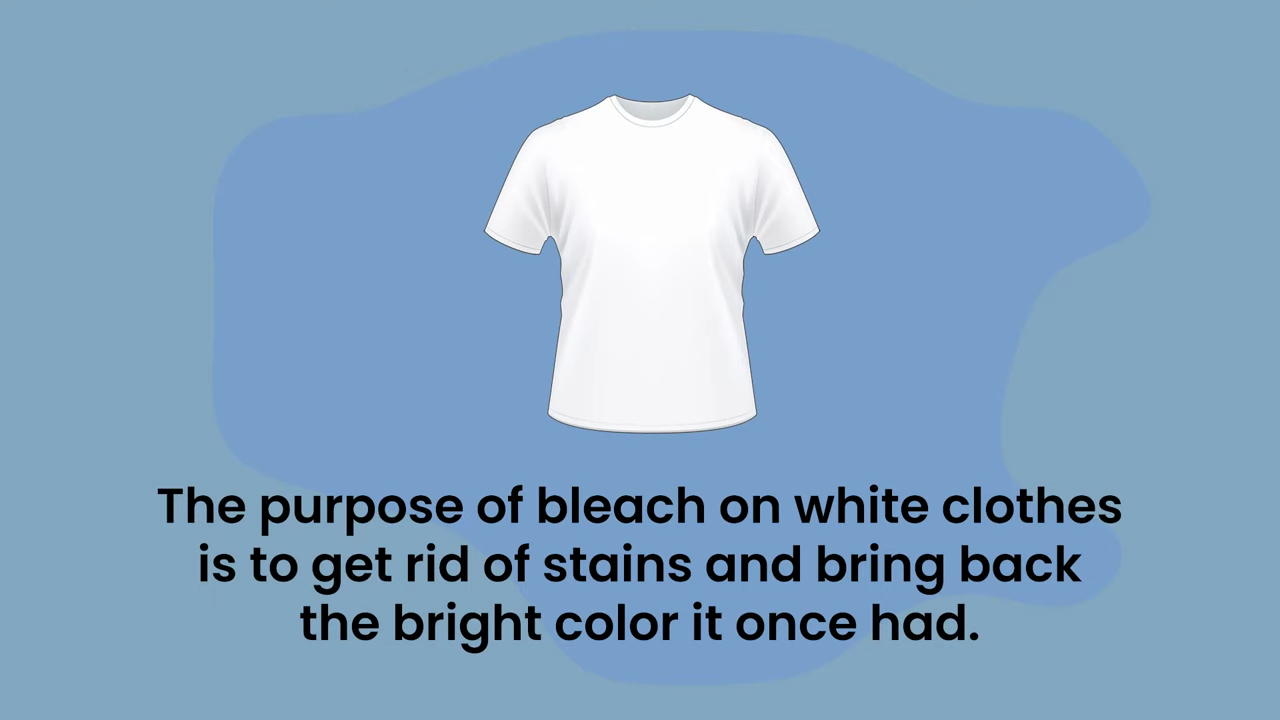 The purpose of bleach on white clothes
is to get rid of stains and bring back
the bright color it once had.